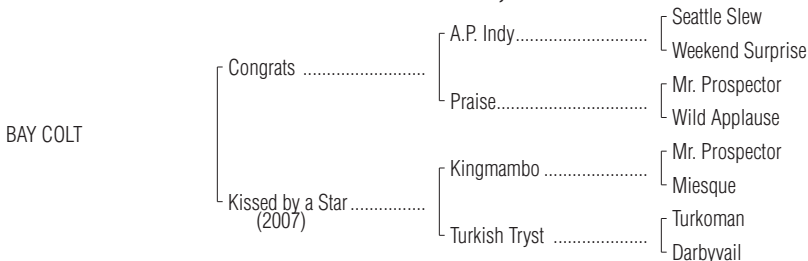 Seattle Slew
A.P. Indy..............................
Weekend Surprise
Congrats ...........................
Mr. Prospector
Praise..................................
Wild Applause
BAY COLT
Mr. Prospector
Kingmambo .......................
Miesque
Kissed by a Star .................
(2007)
Turkoman
Turkish Tryst .....................
Darbyvail